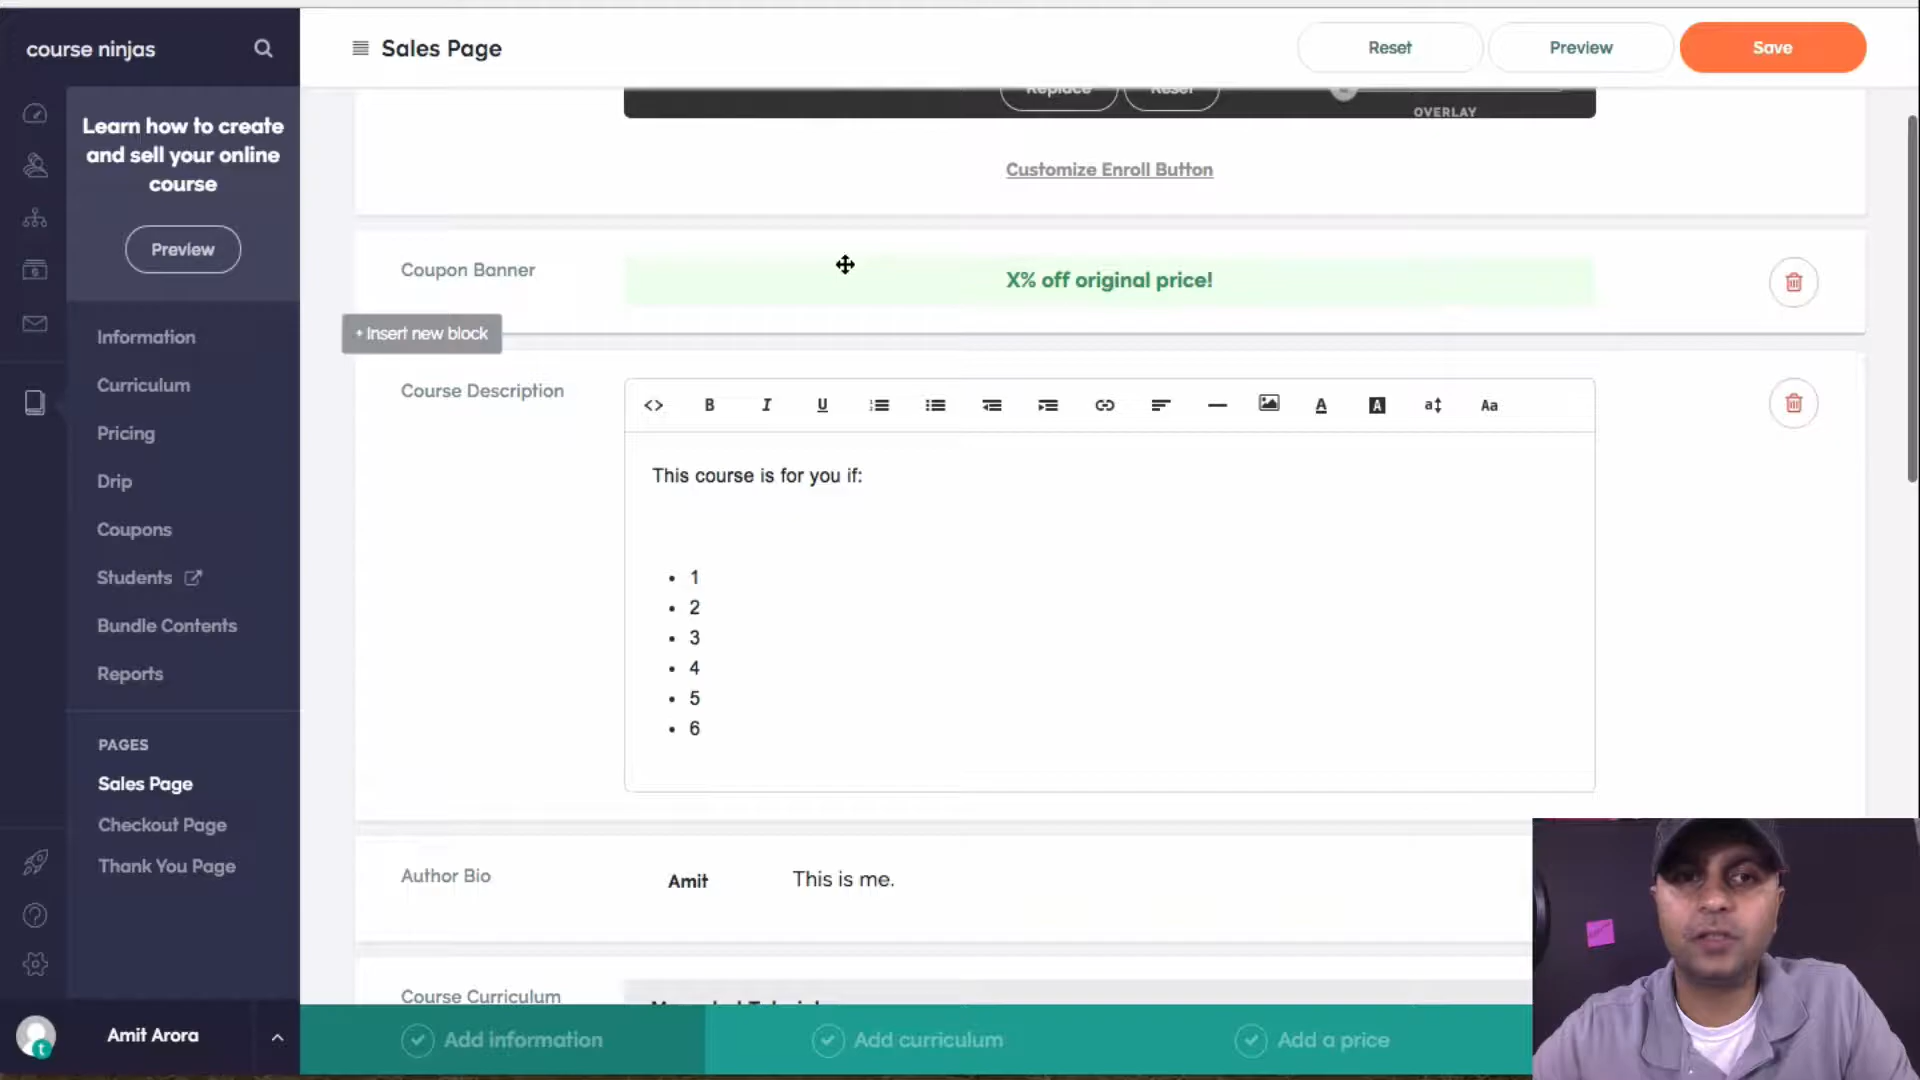 course ninjas
Sales Page
Reset
Preview
Save
Learn how to create
and sell your online
course
Preview
Information
Curriculum
Pricing
Drip
Coupons
Students
Bundle Contents
Reports
PAGES
Sales Page
Checkout Page
Thank You Page
Amit Arora
Replace
Reset
OVERLAY
Customize Enroll Button
Coupon Banner
X% off original price!
+ Insert new block
Course Description
<> B I U A A a Aa
This course is for you if:
• 1
• 2
• 3
• 4
• 5
• 6
Author Bio
Amit
This is me.
Course Curriculum
Add information
Add curriculum
Add a price